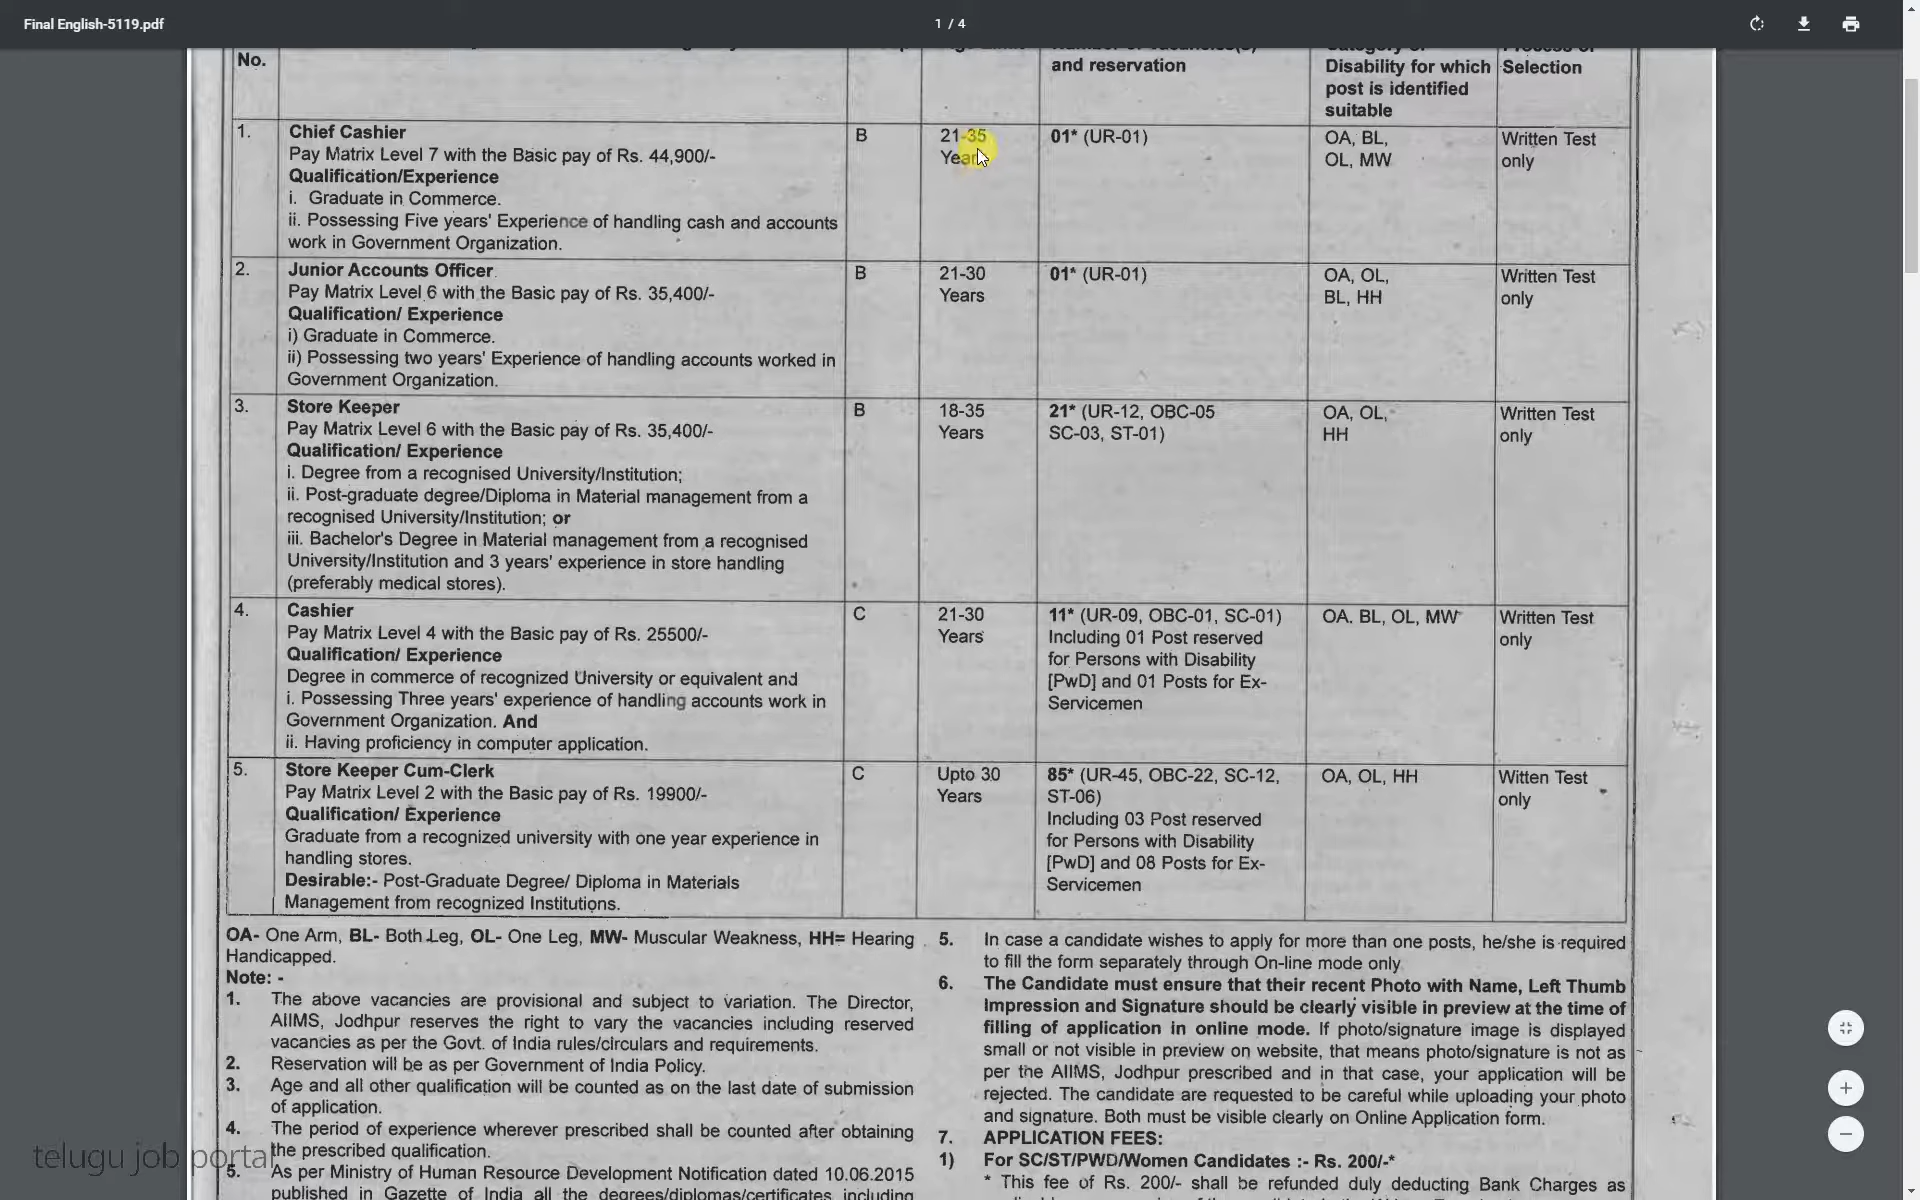 Final English-5119.pdf
1 / 4
No.
and reservation
Disability for which
post is identified
suitable
Selection
1.
Chief Cashier
Pay Matrix Level 7 with the Basic pay of Rs. 44,900/-
Qualification/Experience
i. Graduate in Commerce.
ii. Possessing Five years' Experience of handling cash and accounts
work in Government Organization.
B
21-35
Years
01* (UR-01)
OA, BL,
OL, MW
Written Test
only
2.
Junior Accounts Officer
Pay Matrix Level 6 with the Basic pay of Rs. 35,400/-
Qualification/ Experience
i) Graduate in Commerce.
ii) Possessing two years' Experience of handling accounts worked in
Government Organization.
B
21-30
Years
01* (UR-01)
OA, OL,
BL, HH
Written Test
only
3.
Store Keeper
Pay Matrix Level 6 with the Basic pay of Rs. 35,400/-
Qualification/ Experience
i. Degree from a recognised University/Institution;
ii. Post-graduate degree/Diploma in Material management from a
recognised University/Institution; or
iii. Bachelor's Degree in Material management from a recognised
University/Institution and 3 years' experience in store handling
(preferably medical stores).
B
18-35
Years
21* (UR-12, OBC-05
SC-03, ST-01)
OA, OL,
HH
Written Test
only
4.
Cashier
Pay Matrix Level 4 with the Basic pay of Rs. 25500/-
Qualification/ Experience
Degree in commerce of recognized University or equivalent and
i. Possessing Three years' experience of handling accounts work in
Government Organization. And
ii. Having proficiency in computer application.
C
21-30
Years
11* (UR-09, OBC-01, SC-01)
Including 01 Post reserved
for Persons with Disability
[PwD] and 01 Posts for Ex-
Servicemen
OA. BL, OL, MW
Written Test
only
5.
Store Keeper Cum-Clerk
Pay Matrix Level 2 with the Basic pay of Rs. 19900/-
Qualification/ Experience
Graduate from a recognized university with one year experience in
handling stores.
Desirable:- Post-Graduate Degree/ Diploma in Materials
Management from recognized Institutions.
C
Upto 30
Years
85* (UR-45, OBC-22, SC-12,
ST-06)
Including 03 Post reserved
for Persons with Disability
[PwD] and 08 Posts for Ex-
Servicemen
OA, OL, HH
Witten Test
only
OA- One Arm, BL- Both Leg, OL- One Leg, MW- Muscular Weakness, HH= Hearing
Handicapped.
Note: -
1. The above vacancies are provisional and subject to variation. The Director,
AIIMS, Jodhpur reserves the right to vary the vacancies including reserved
vacancies as per the Govt. of India rules/circulars and requirements.
2. Reservation will be as per Government of India Policy.
3. Age and all other qualification will be counted as on the last date of submission
of application.
4. The period of experience wherever prescribed shall be counted after obtaining
the prescribed qualification.
5. As per Ministry of Human Resource Development Notification dated 10.06.2015
published in Gazette of India all the degrees/diplomas/certificates including
5. In case a candidate wishes to apply for more than one posts, he/she is required
to fill the form separately through On-line mode only.
6. The Candidate must ensure that their recent Photo with Name, Left Thumb
Impression and Signature should be clearly visible in preview at the time of
filling of application in online mode. If photo/signature image is displayed
small or not visible in preview on website, that means photo/signature is not as
per the AIIMS, Jodhpur prescribed and in that case, your application will be
rejected. The candidate are requested to be careful while uploading your photo
and signature. Both must be visible clearly on Online Application form.
7. APPLICATION FEES:
1) For SC/ST/PWD/Women Candidates :- Rs. 200/-*
* This fee of Rs. 200/- shall be refunded duly deducting Bank Charges as
telugu job portal